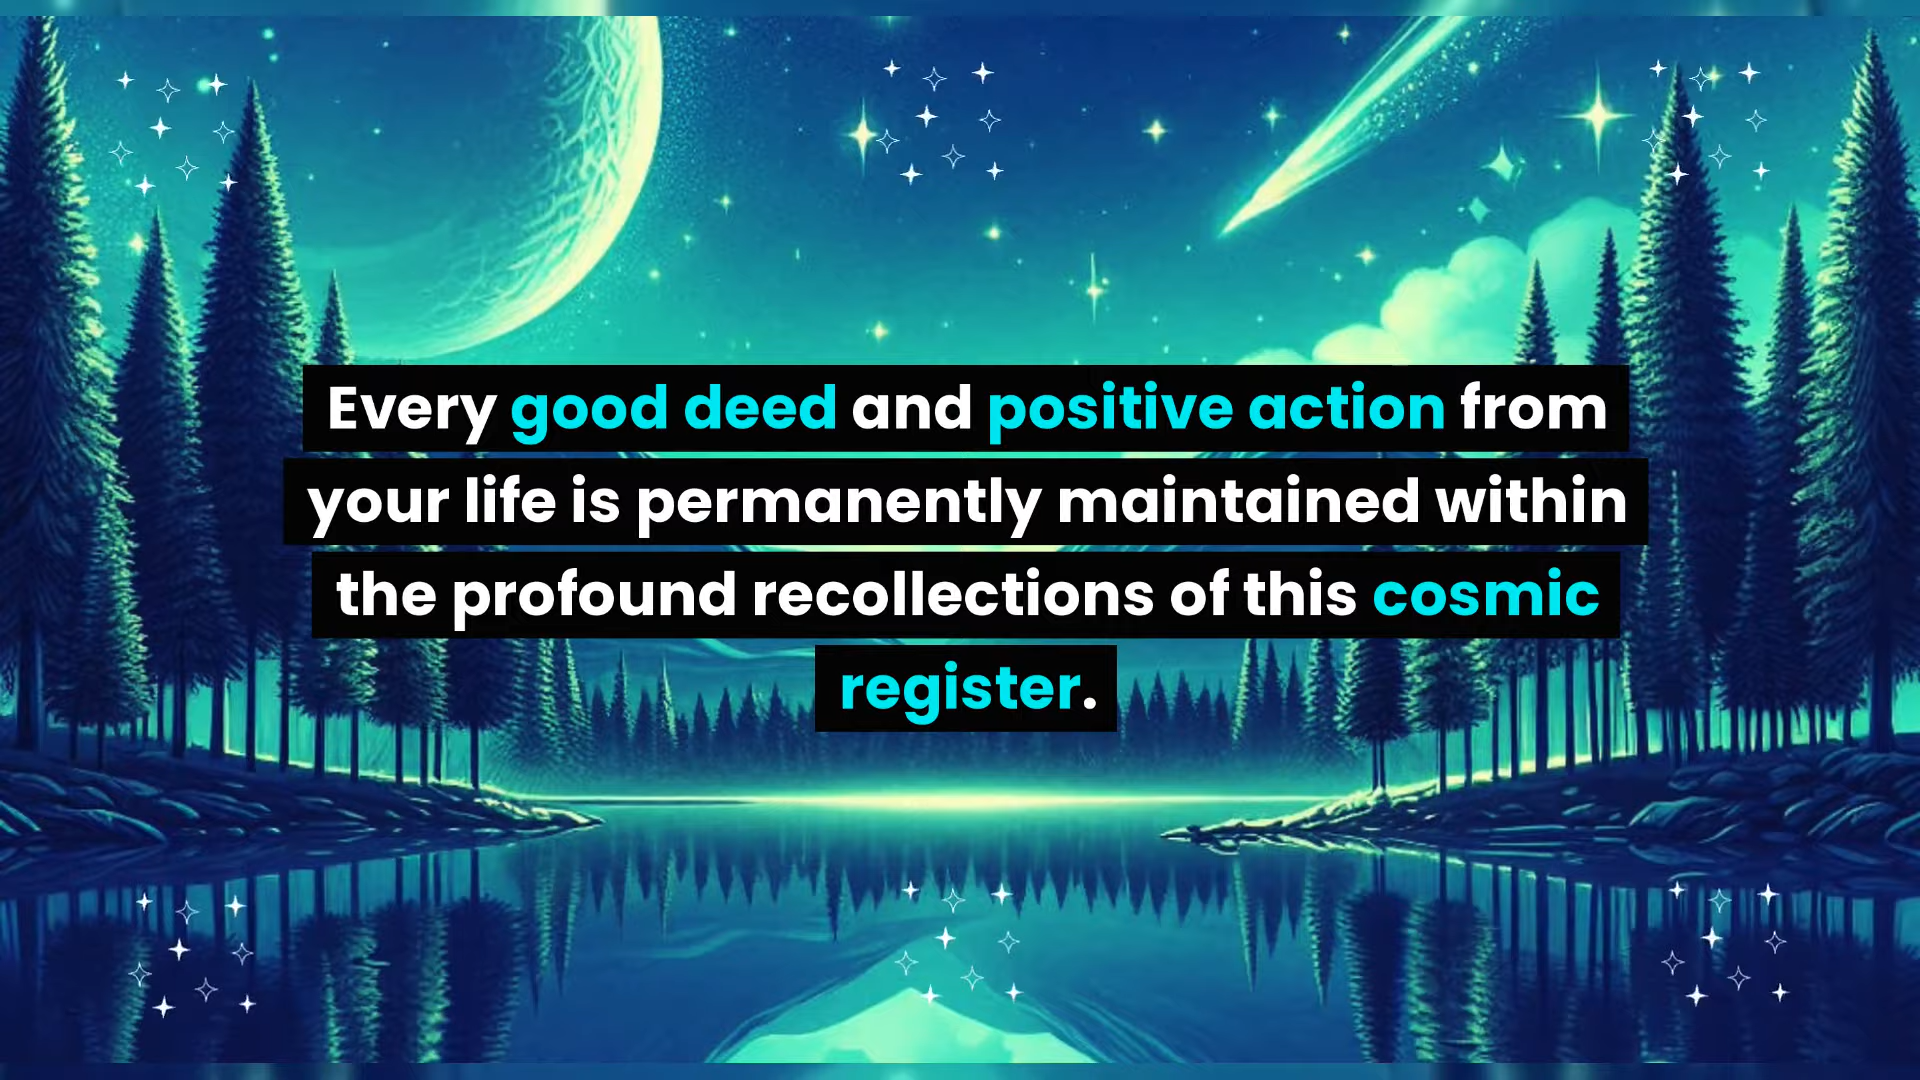 Every good deed and positive action from
your life is permanently maintained within
the profound recollections of this cosmic
register.